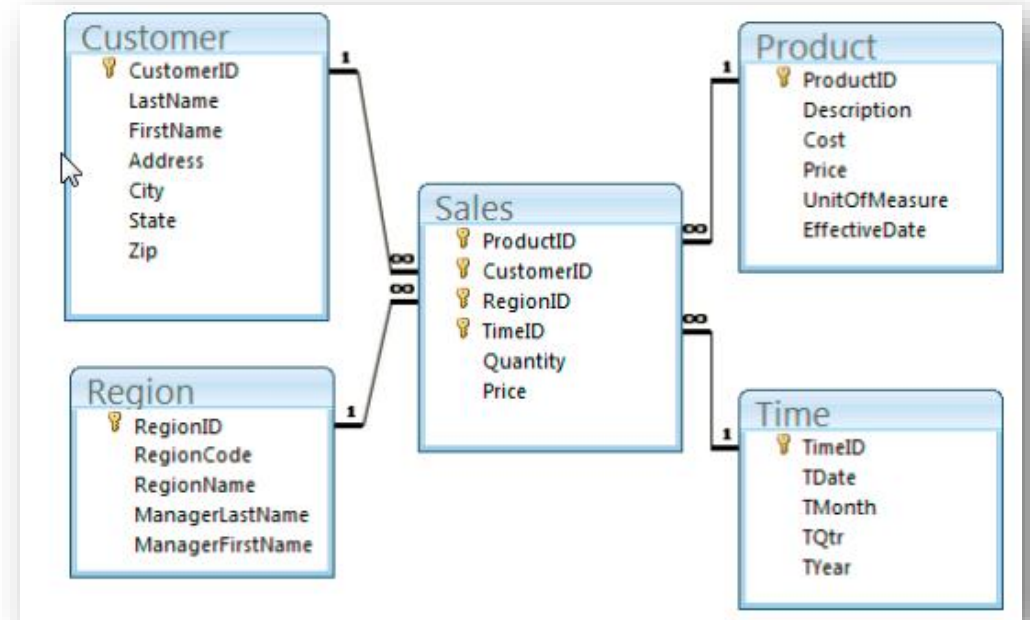 Customer
CustomerID
LastName
FirstName
Address
City
State
Zip
1
∞
Region
RegionID
RegionCode
RegionName
ManagerLastName
ManagerFirstName
1
∞
Sales
ProductID
CustomerID
RegionID
TimeID
Quantity
Price
Product
ProductID
Description
Cost
Price
UnitOfMeasure
EffectiveDate
1
∞
Time
TimeID
TDate
TMonth
TQtr
TYear
1
∞